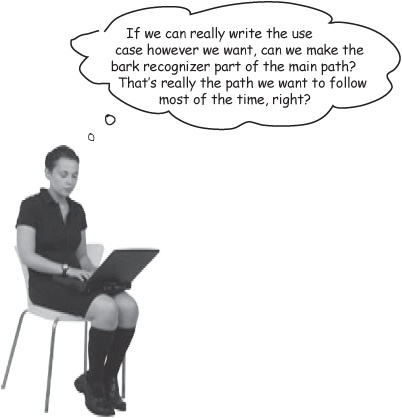 If we can really write the use
case however we want, can we make the
bark recognizer part of the main path?
That's really the path we want to follow
most of the time, right?